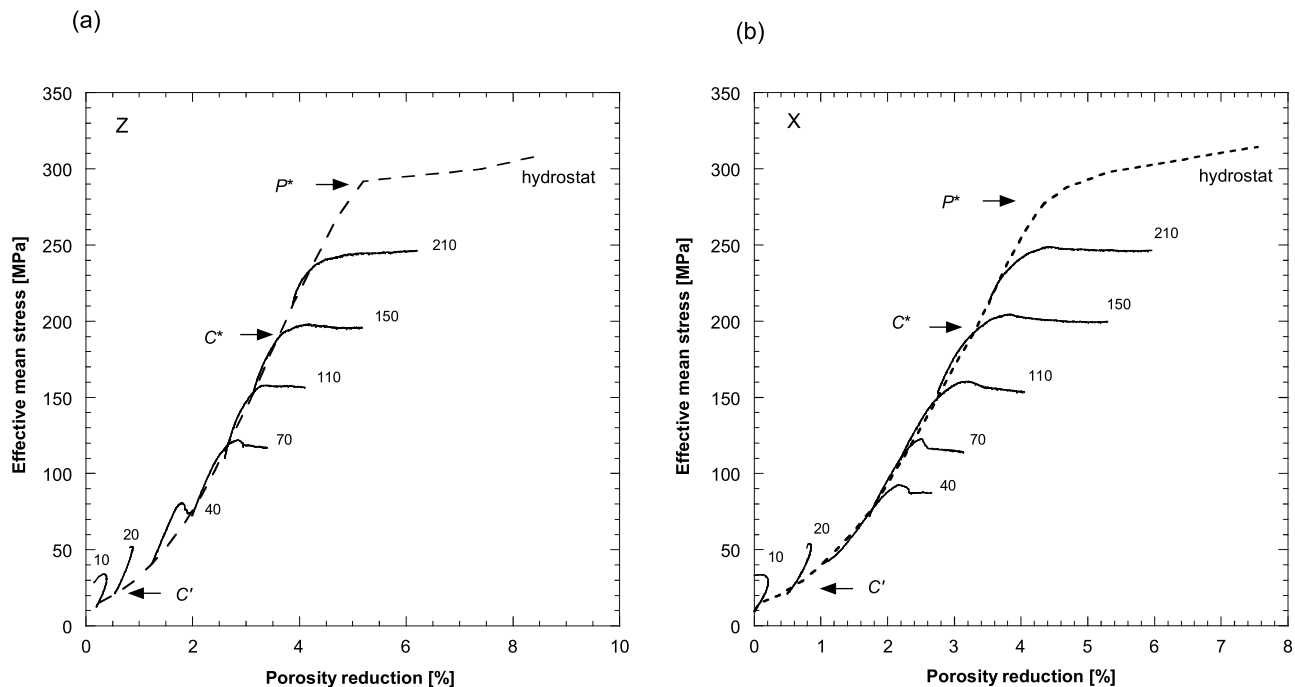 (a)
Z
Effective mean stress [MPa]
350
300
250
200
150
100
50
0
P*
hydrostat
210
C*
150
110
70
40
20
10
C'
0
2
4
6
8
10
Porosity reduction [%]
(b)
X
Effective mean stress [MPa]
350
300
250
200
150
100
50
0
P*
hydrostat
210
C*
150
110
70
40
20
10
C'
0
1
2
3
4
5
6
7
8
Porosity reduction [%]